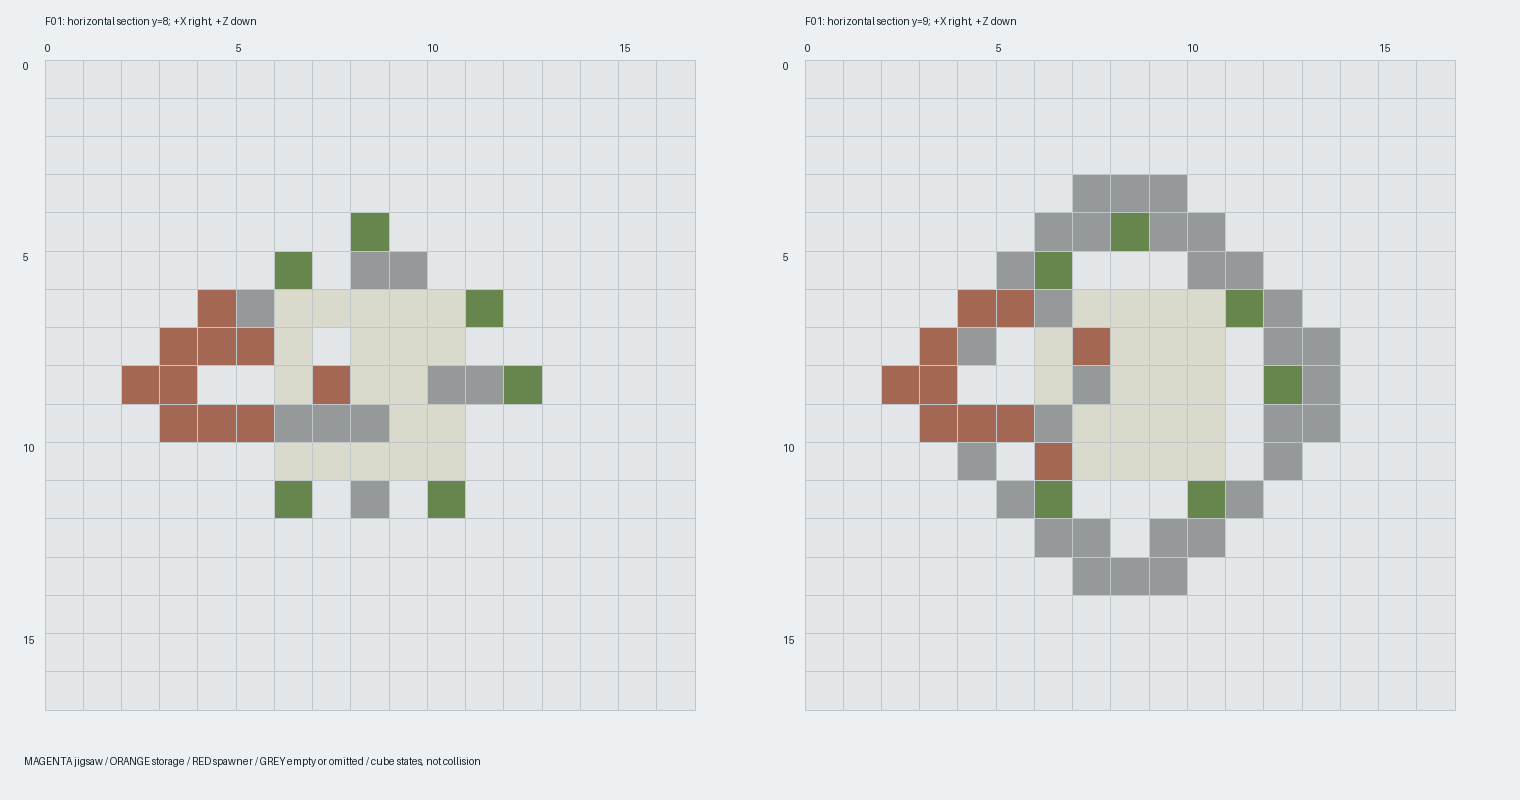 F01: horizontal section y=8; +X right, +Z down
0 5 10 15
0
5
10
15
F01: horizontal section y=9; +X right, +Z down
0 5 10 15
0
5
10
15
MAGENTA jigsaw / ORANGE storage / RED spawner / GREY empty or omitted / cube states, not collision